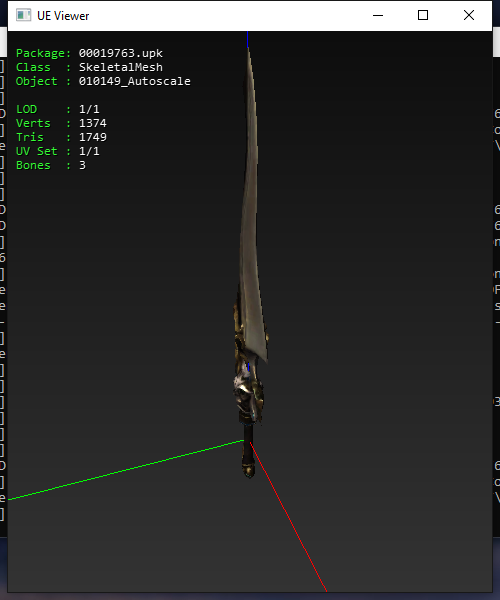 UE Viewer
Package: 00019763.upk
Class : SkeletalMesh
Object : 010149_Autoscale
LOD : 1/1
Verts : 1374
Tris : 1749
UV Set : 1/1
Bones : 3